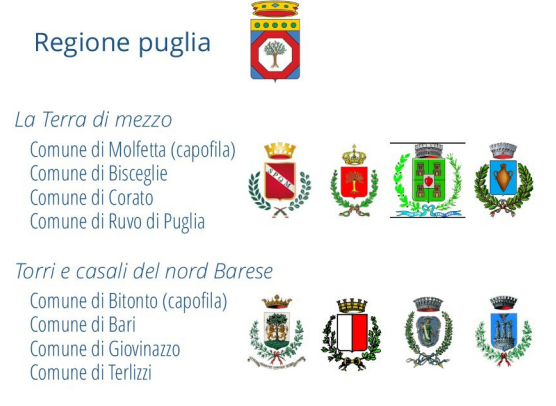 Regione puglia
La Terra di mezzo
Comune di Molfetta (capofila)
Comune di Bisceglie
Comune di Corato
Comune di Ruvo di Puglia
Torri e casali del nord Barese
Comune di Bitonto (capofila)
Comune di Bari
Comune di Giovinazzo
Comune di Terlizzi